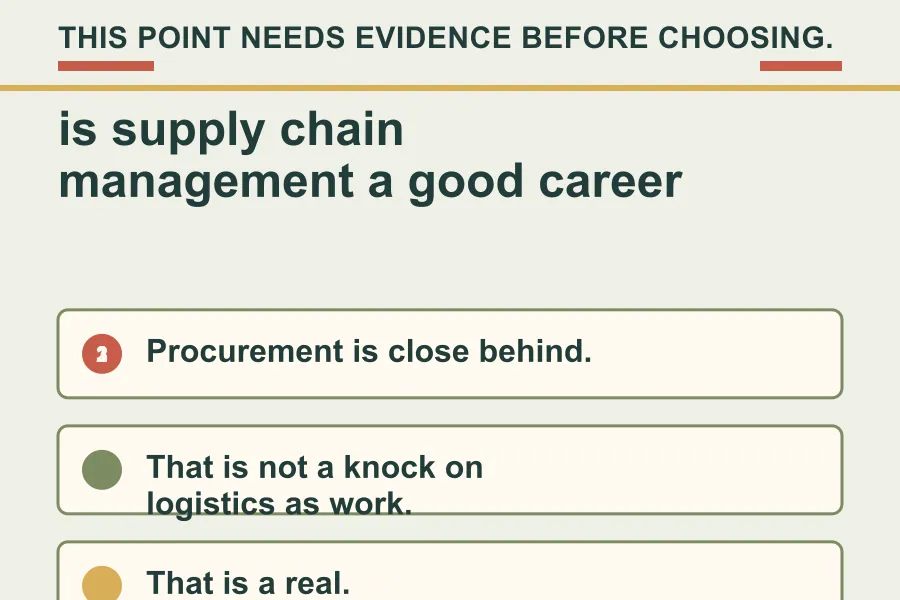 THIS POINT NEEDS EVIDENCE BEFORE CHOOSING.
is supply chain
management a good career
Procurement is close behind.
That is not a knock on
logistics as work.
That is a real.